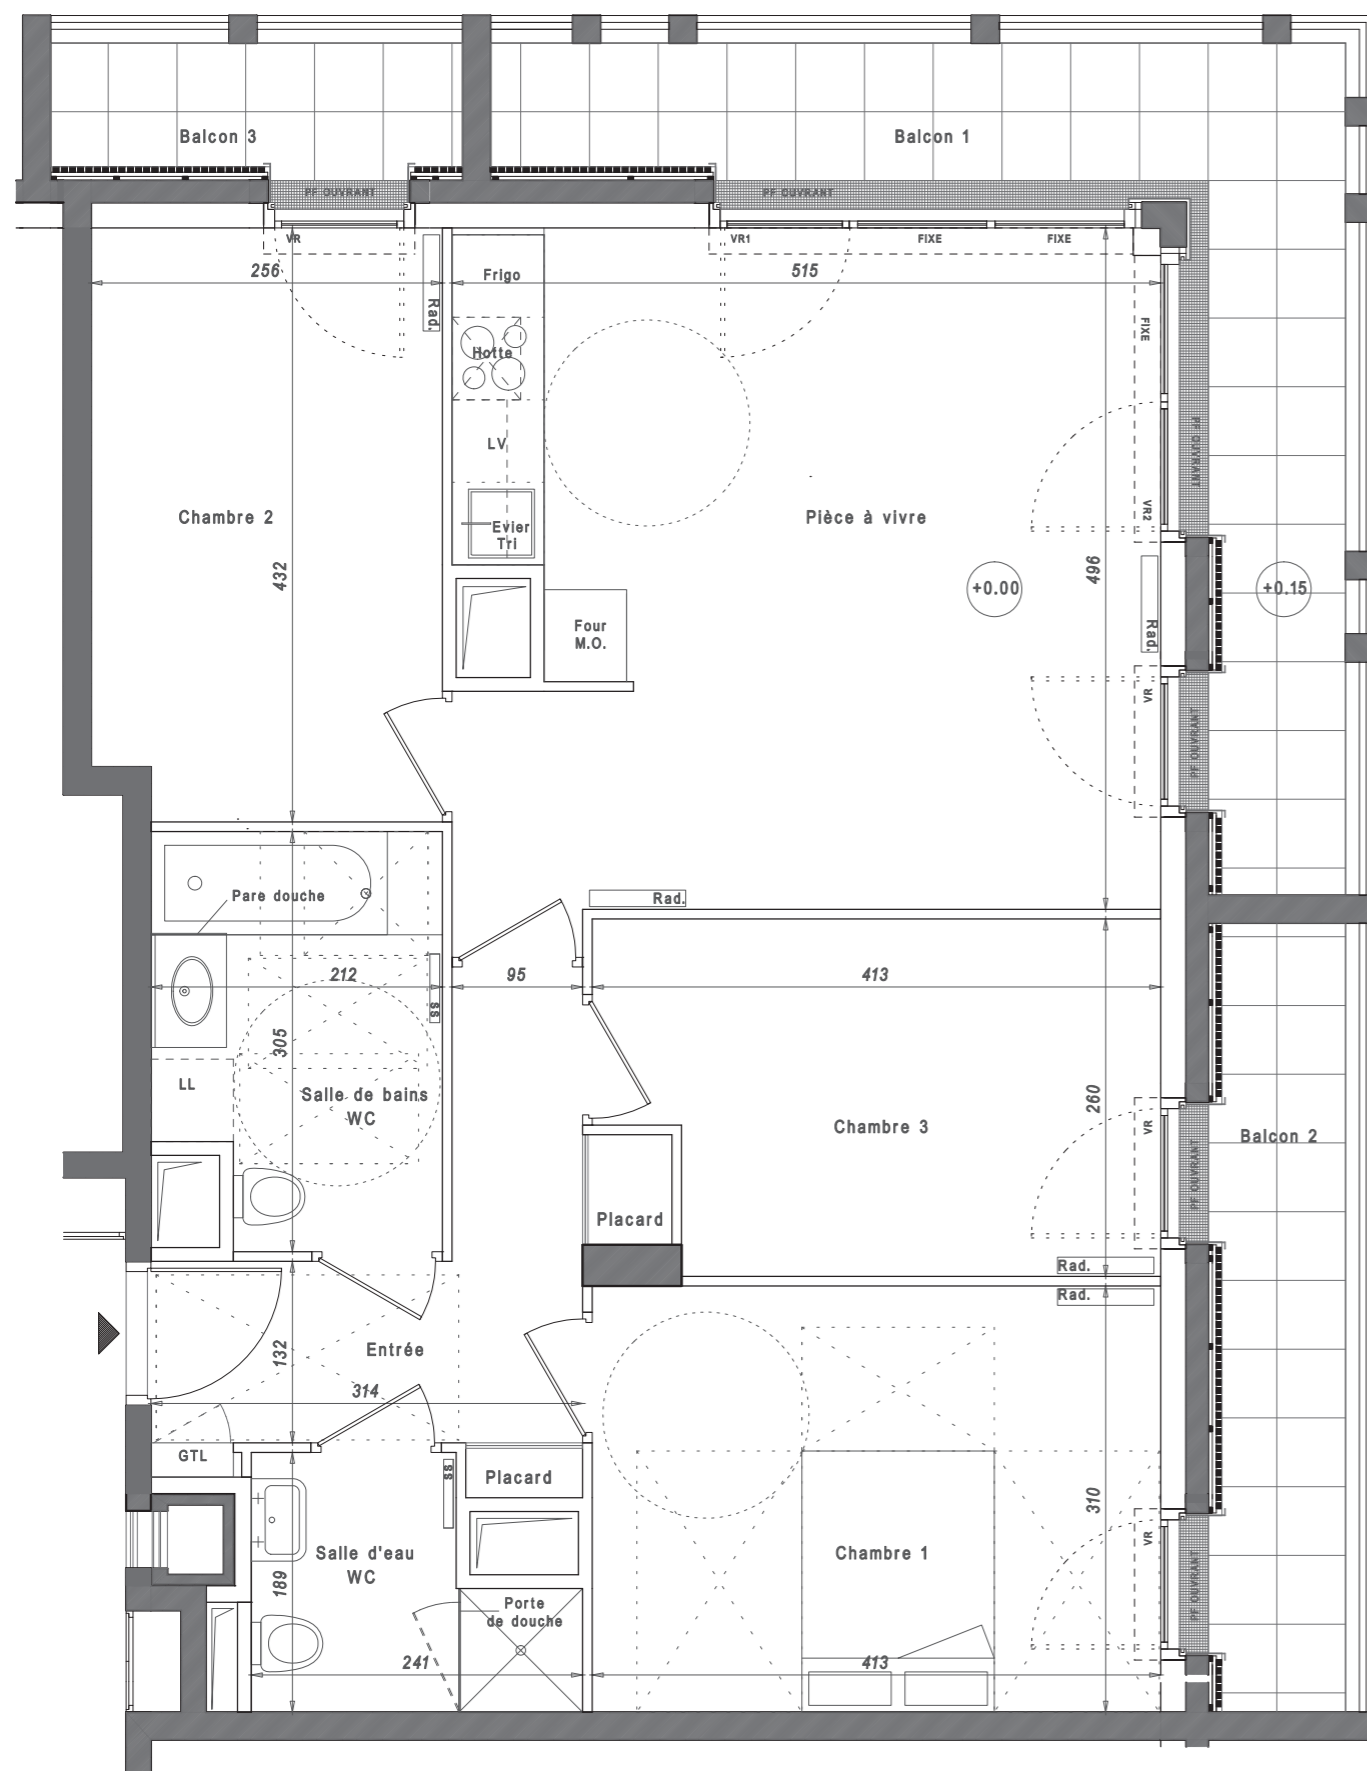 Balcon 3
Balcon 1
PF OUVRANT
PF OUVRANT
VR
VR1
FIXE
FIXE
256
515
Frigo
Rad.
Hotte
FIXE
PF OUVRANT
LV
VR2
Chambre 2
Evier
Tri
Pièce à vivre
432
496
+0.00
+0.15
Four
M.O.
Rad.
VR
PF OUVRANT
Pare douche
Rad.
212
95
413
SS
305
LL
Salle de bains
WC
260
Chambre 3
VR
Balcon 2
PF OUVRANT
Placard
Rad.
Rad.
132
Entrée
314
GTL
SS
Placard
310
Salle d'eau
WC
Chambre 1
VR
189
PF OUVRANT
Porte
de douche
241
413